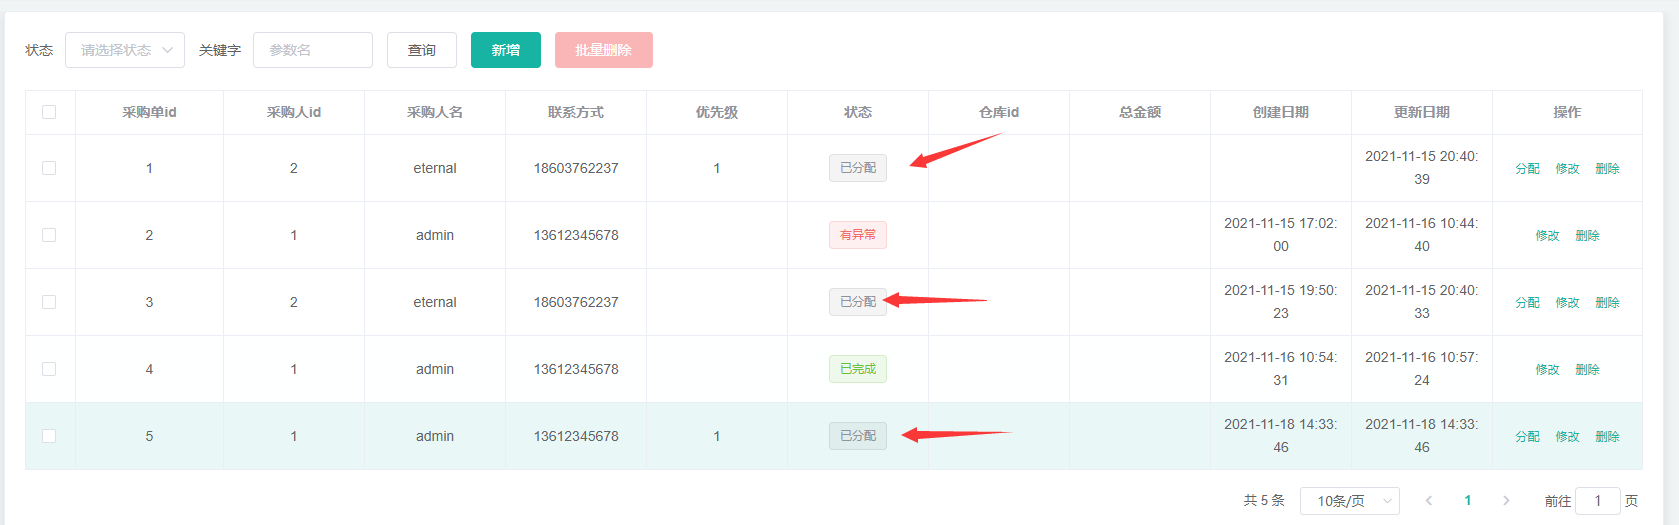 状态 请选择状态 关键字 参数名 查询 新增 批量删除
采购单id 采购人id 采购人名 联系方式 优先级 状态 仓库id 总金额 创建日期 更新日期 操作
1 2 eternal 18603762237 1 已分配 2021-11-15 20:40:
39 分配 修改 删除
2 1 admin 13612345678 有异常 2021-11-15 17:02:
00 2021-11-16 10:44:
40 修改 删除
3 2 eternal 18603762237 已分配 2021-11-15 19:50:
23 2021-11-15 20:40:
33 分配 修改 删除
4 1 admin 13612345678 已完成 2021-11-16 10:54:
31 2021-11-16 10:57:
24 修改 删除
5 1 admin 13612345678 1 已分配 2021-11-18 14:33:
46 2021-11-18 14:33:
46 分配 修改 删除
共 5 条 10条/页 1 前往 1 页